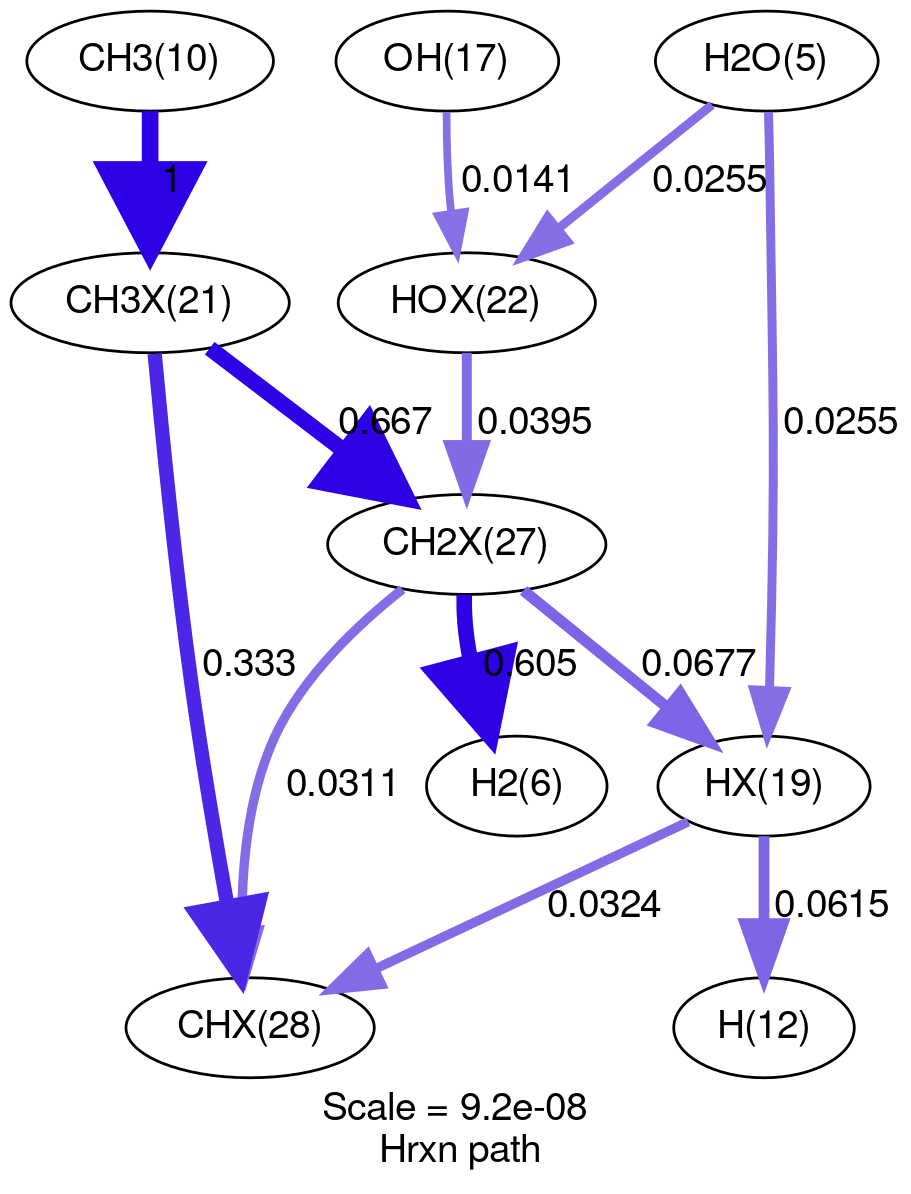 CH3(10) OH(17) H2O(5)
1 0.0141 0.0255
CH3X(21) HOX(22)
0.667 0.0395 0.0255
CH2X(27)
0.333 0.605 0.0677
0.0311 H2(6) HX(19)
0.0324 0.0615
CHX(28) H(12)
Scale = 9.2e-08
Hrxn path